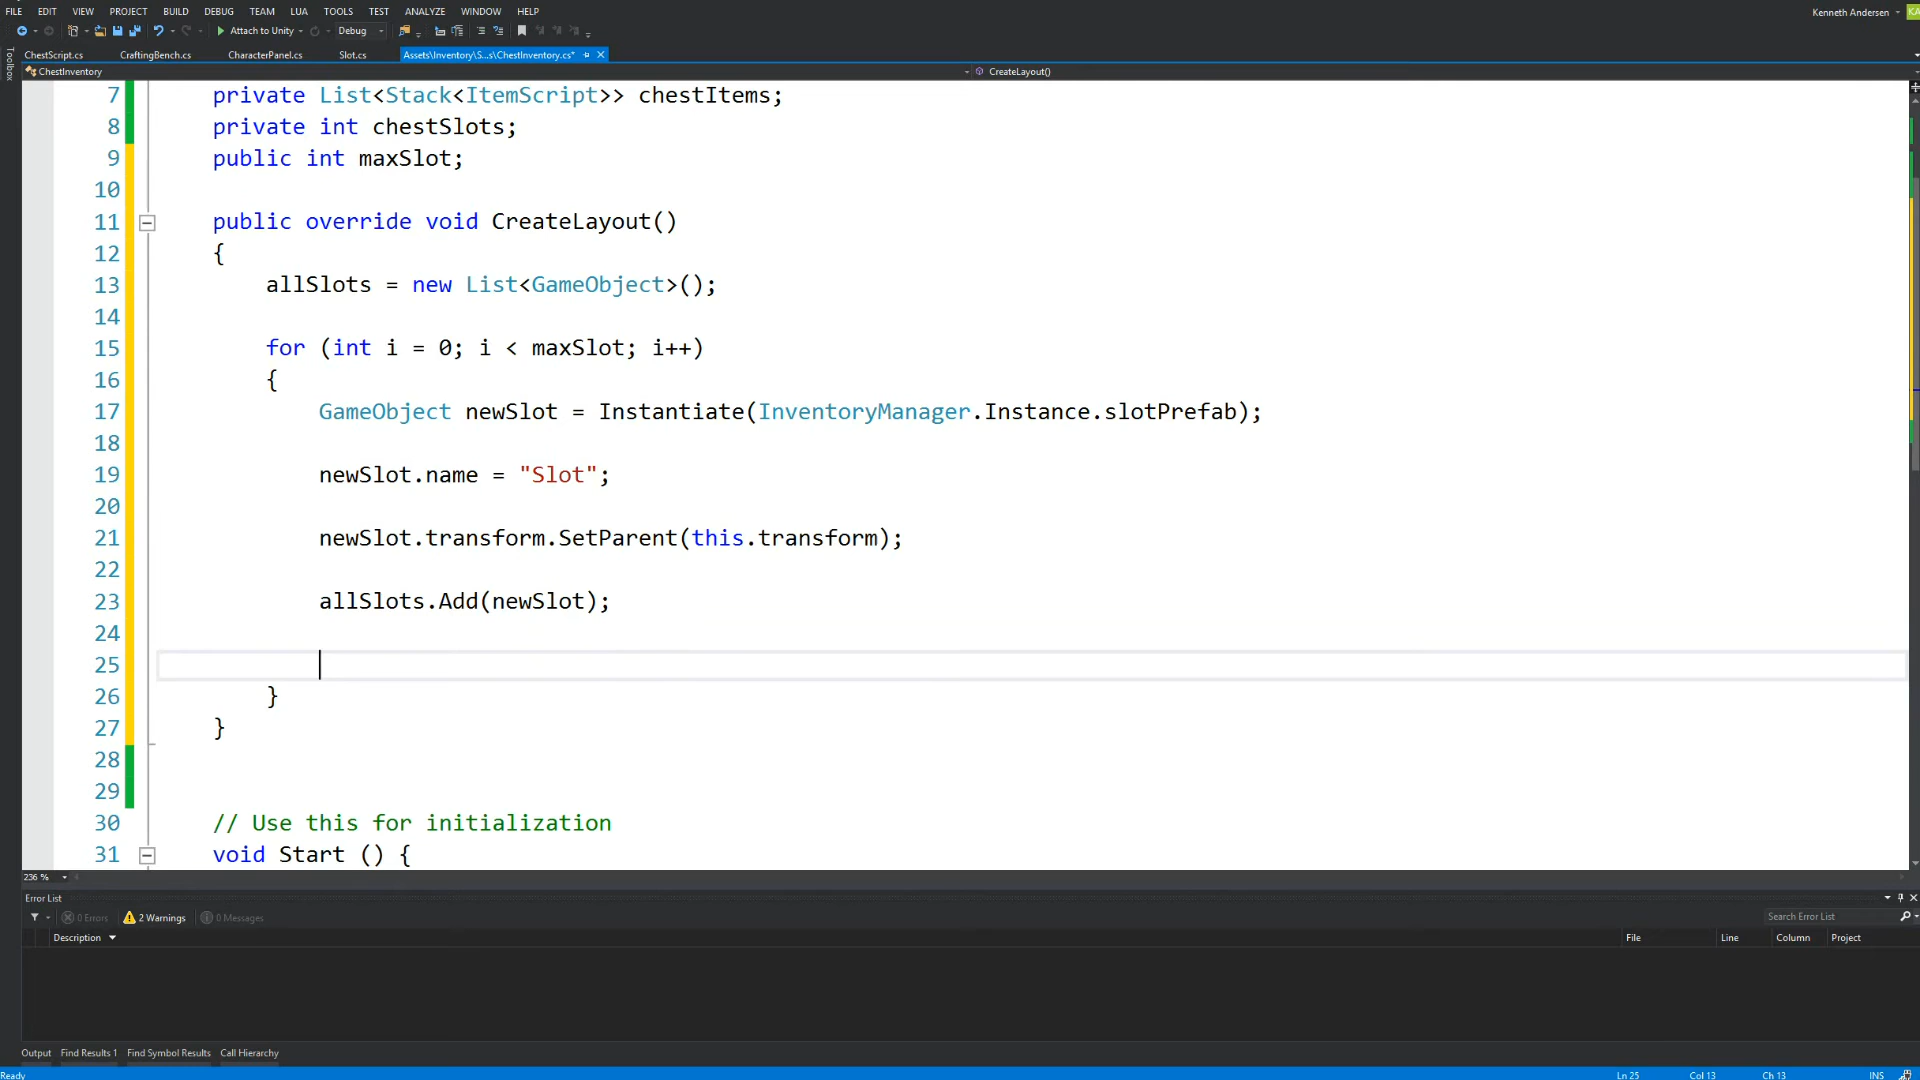 FILE EDIT VIEW PROJECT BUILD DEBUG TEAM LUA TOOLS TEST ANALYZE WINDOW HELP
Kenneth Andersen KA
Attach to Unity Debug
Toolbox
ChestScript.cs CraftingBench.cs CharacterPanel.cs Slot.cs Assets\Inventory\S...s\ChestInventory.cs*
ChestInventory CreateLayout()
7 private List<Stack<ItemScript>> chestItems;
8 private int chestSlots;
9 public int maxSlot;
10
11 public override void CreateLayout()
12 {
13 allSlots = new List<GameObject>();
14
15 for (int i = 0; i < maxSlot; i++)
16 {
17 GameObject newSlot = Instantiate(InventoryManager.Instance.slotPrefab);
18
19 newSlot.name = "Slot";
20
21 newSlot.transform.SetParent(this.transform);
22
23 allSlots.Add(newSlot);
24
25
26 }
27 }
28
29
30 // Use this for initialization
31 void Start () {
236 %
Error List
0 Errors 2 Warnings 0 Messages Search Error List
Description File Line Column Project
Output Find Results 1 Find Symbol Results Call Hierarchy
Ready Ln 25 Col 13 Ch 13 INS